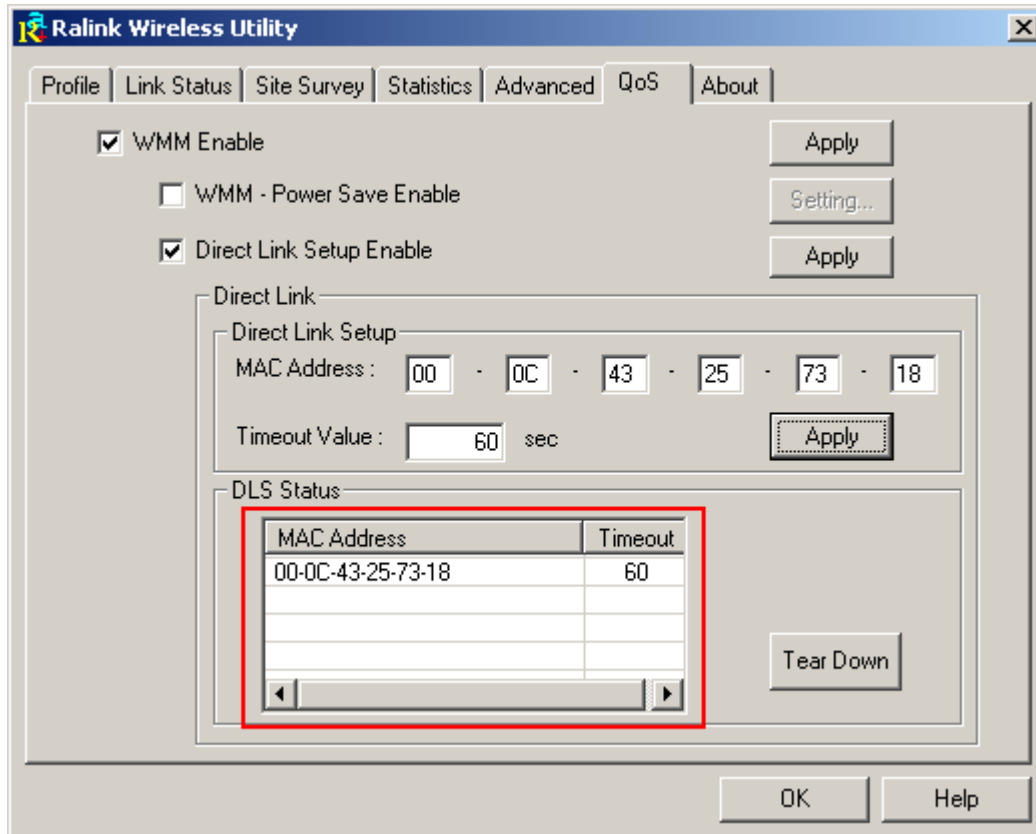 Ralink Wireless Utility
Profile Link Status Site Survey Statistics Advanced QoS About
WMM Enable Apply
WMM - Power Save Enable Setting...
Direct Link Setup Enable Apply
Direct Link
Direct Link Setup
MAC Address : 00 - 0C - 43 - 25 - 73 - 18
Timeout Value : 60 sec Apply
DLS Status
MAC Address Timeout
00-0C-43-25-73-18 60
Tear Down
OK Help